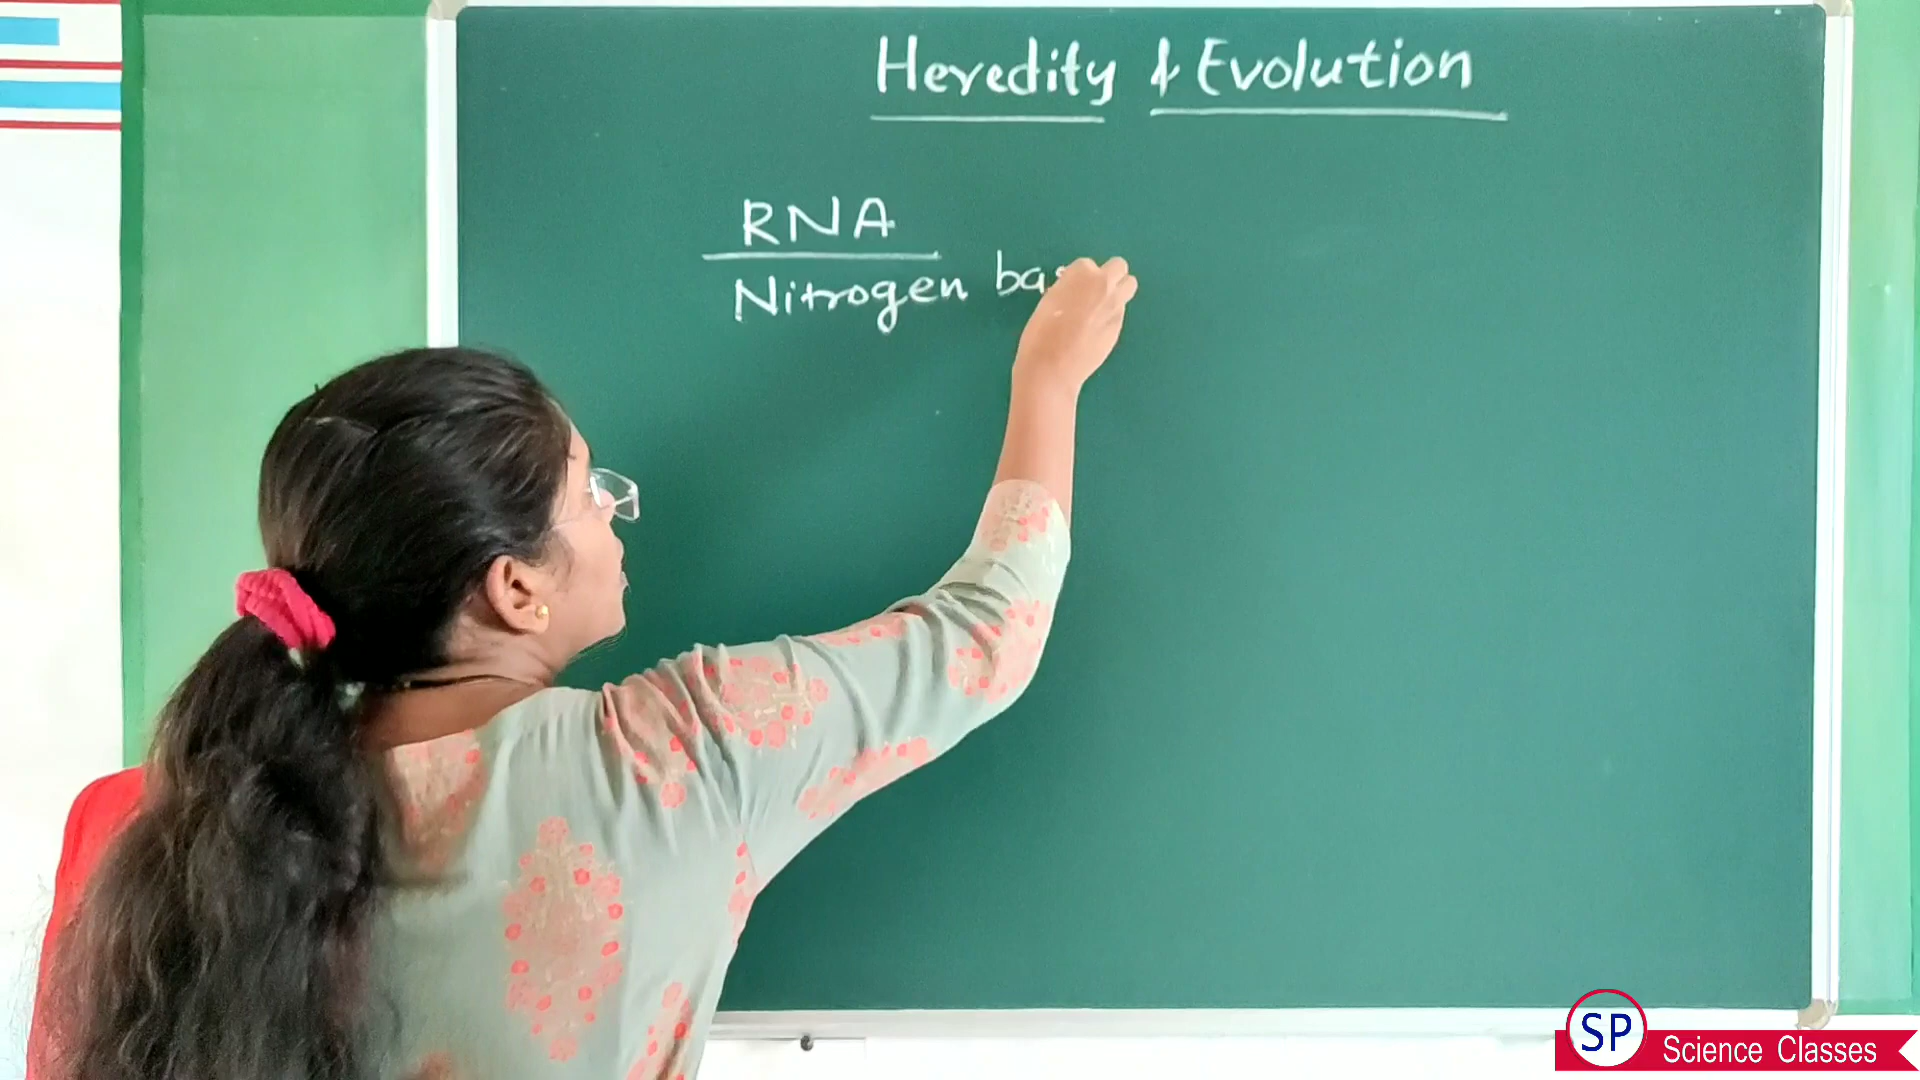 Heredity & Evolution
RNA
Nitrogen bas
SP
Science Classes